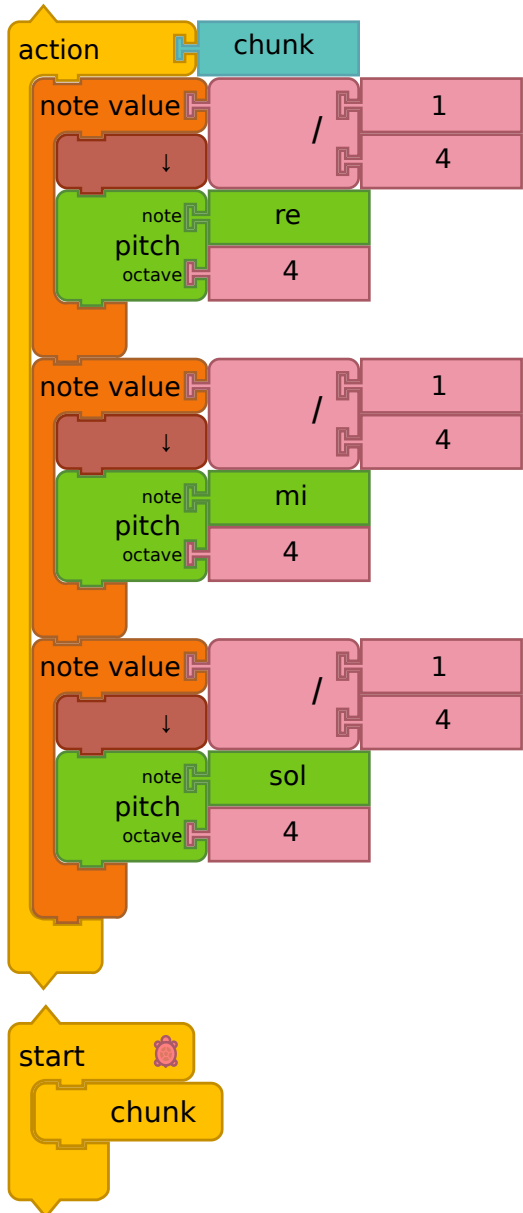 action chunk
note value / 1
4
↓
note re
pitch
octave 4
note value / 1
4
↓
note mi
pitch
octave 4
note value / 1
4
↓
note sol
pitch
octave 4
start
chunk